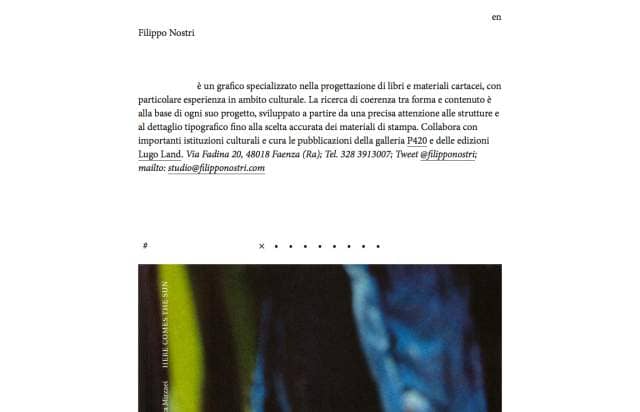 en
Filippo Nostri
è un grafico specializzato nella progettazione di libri e materiali cartacei, con
particolare esperienza in ambito culturale. La ricerca di coerenza tra forma e contenuto è
alla base di ogni suo progetto, sviluppato a partire da una precisa attenzione alle strutture e
al dettaglio tipografico fino alla scelta accurata dei materiali di stampa. Collabora con
importanti istituzioni culturali e cura le pubblicazioni della galleria P420 e delle edizioni
Lugo Land. Via Fadina 20, 48018 Faenza (Ra); Tel. 328 3913007; Tweet @filipponostri;
mailto: studio@filipponostri.com
# × • • • • • • • •
HERE COMES THE SUN
Mirzaei